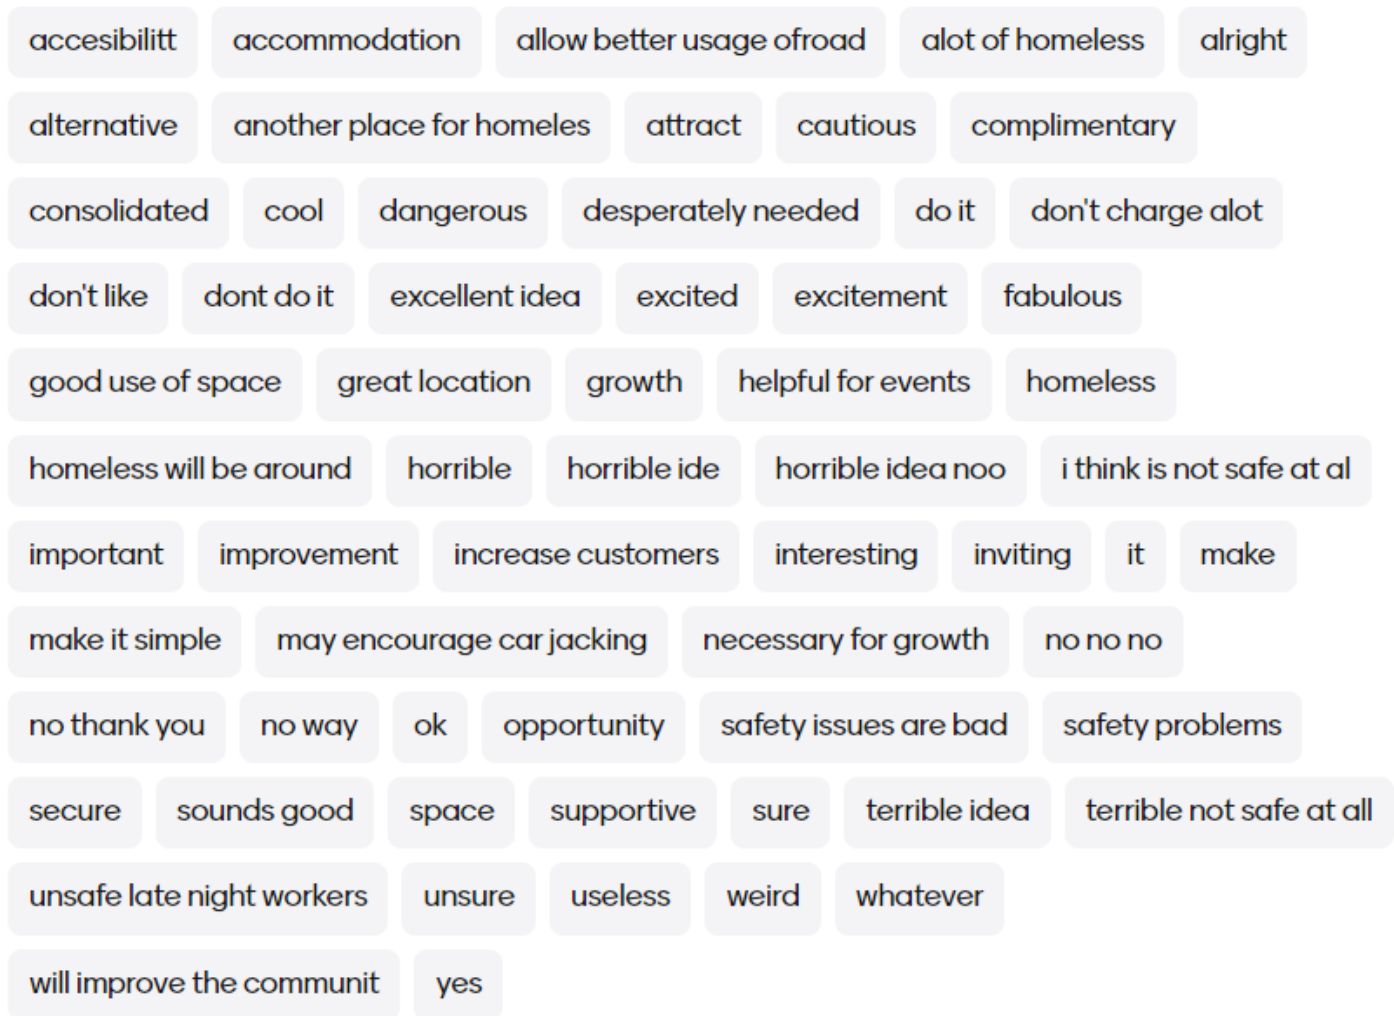 accesibilitt accommodation allow better usage ofroad alot of homeless alright
alternative another place for homeles attract cautious complimentary
consolidated cool dangerous desperately needed do it don't charge alot
don't like dont do it excellent idea excited excitement fabulous
good use of space great location growth helpful for events homeless
homeless will be around horrible horrible ide horrible idea noo i think is not safe at al
important improvement increase customers interesting inviting it make
make it simple may encourage car jacking necessary for growth no no no
no thank you no way ok opportunity safety issues are bad safety problems
secure sounds good space supportive sure terrible idea terrible not safe at all
unsafe late night workers unsure useless weird whatever
will improve the communit yes